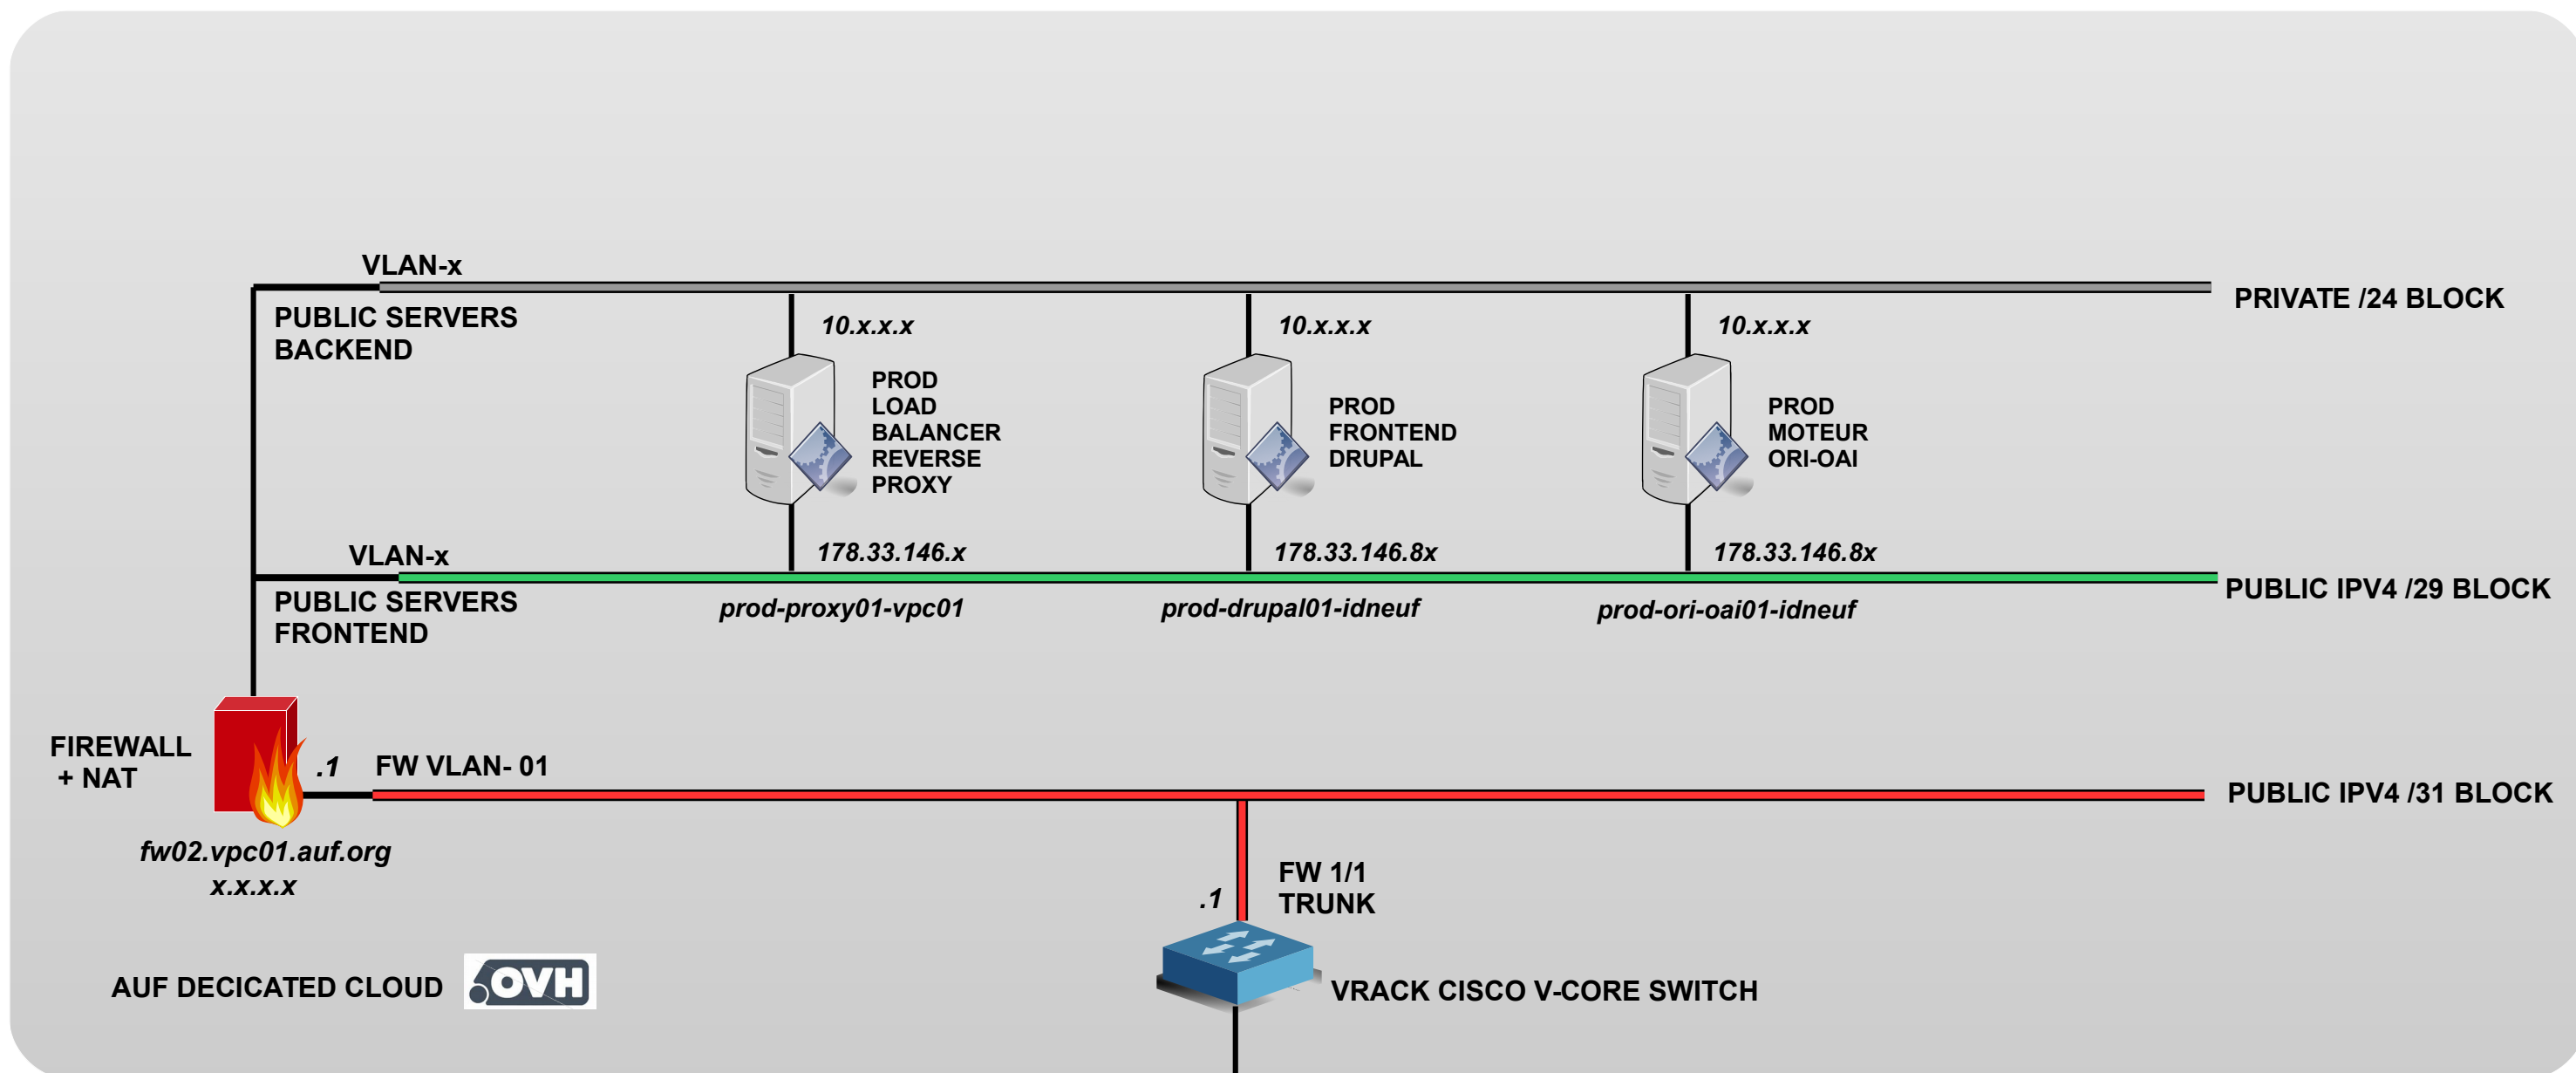 VLAN-x
PUBLIC SERVERS
BACKEND
PRIVATE /24 BLOCK
10.x.x.x
10.x.x.x
10.x.x.x
PROD
LOAD
BALANCER
REVERSE
PROXY
PROD
FRONTEND
DRUPAL
PROD
MOTEUR
ORI-OAI
VLAN-x
178.33.146.x
178.33.146.8x
178.33.146.8x
PUBLIC SERVERS
FRONTEND
PUBLIC IPV4 /29 BLOCK
prod-proxy01-vpc01
prod-drupal01-idneuf
prod-ori-oai01-idneuf
FIREWALL
+ NAT
.1
FW VLAN- 01
PUBLIC IPV4 /31 BLOCK
fw02.vpc01.auf.org
x.x.x.x
FW 1/1
TRUNK
.1
AUF DECICATED CLOUD
OVH
VRACK CISCO V-CORE SWITCH